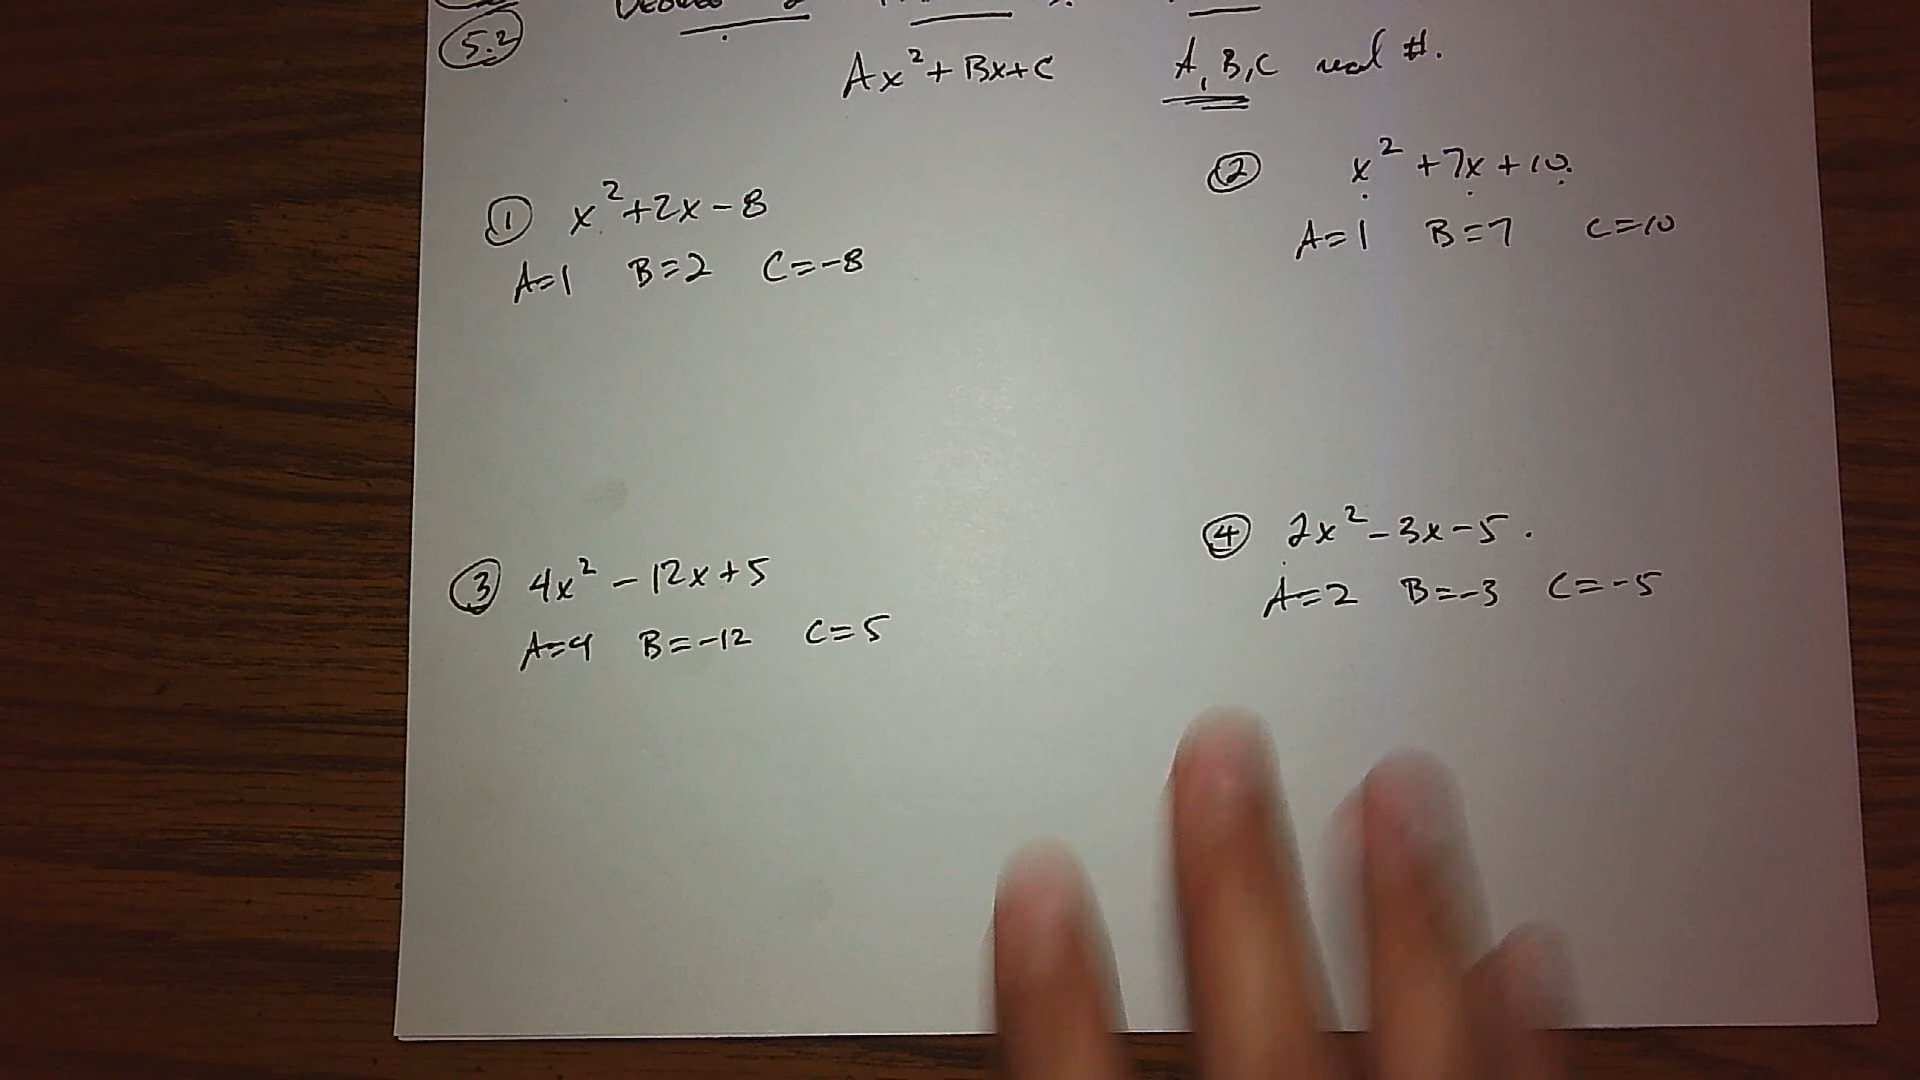 5.2
Ax²+Bx+C A, B, C real #.
① x²+2x-8
A=1 B=2 C=-8
② x²+7x+10
A=1 B=7 C=10
③ 4x²-12x+5
A=4 B=-12 C=5
④ 2x²-3x-5.
A=2 B=-3 C=-5